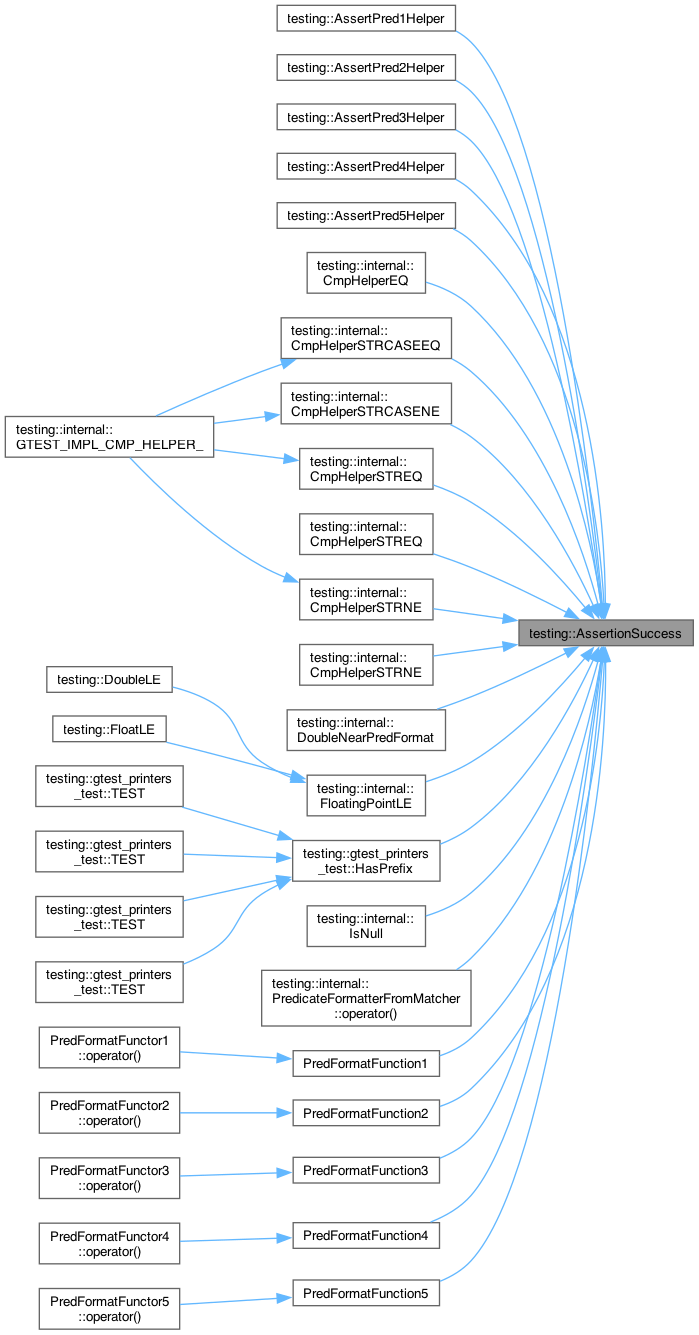 testing::AssertPred1Helper
testing::AssertPred2Helper
testing::AssertPred3Helper
testing::AssertPred4Helper
testing::AssertPred5Helper
testing::internal::
CmpHelperEQ
testing::internal::
CmpHelperSTRCASEEQ
testing::internal::
CmpHelperSTRCASENE
testing::internal::
GTEST_IMPL_CMP_HELPER_
testing::internal::
CmpHelperSTREQ
testing::internal::
CmpHelperSTREQ
testing::internal::
CmpHelperSTRNE
testing::AssertionSuccess
testing::internal::
CmpHelperSTRNE
testing::DoubleLE
testing::internal::
DoubleNearPredFormat
testing::FloatLE
testing::internal::
FloatingPointLE
testing::gtest_printers
_test::TEST
testing::gtest_printers
_test::TEST
testing::gtest_printers
_test::HasPrefix
testing::gtest_printers
_test::TEST
testing::internal::
IsNull
testing::gtest_printers
_test::TEST
testing::internal::
PredicateFormatterFromMatcher
::operator()
PredFormatFunctor1
::operator()
PredFormatFunction1
PredFormatFunctor2
::operator()
PredFormatFunction2
PredFormatFunctor3
::operator()
PredFormatFunction3
PredFormatFunctor4
::operator()
PredFormatFunction4
PredFormatFunctor5
::operator()
PredFormatFunction5